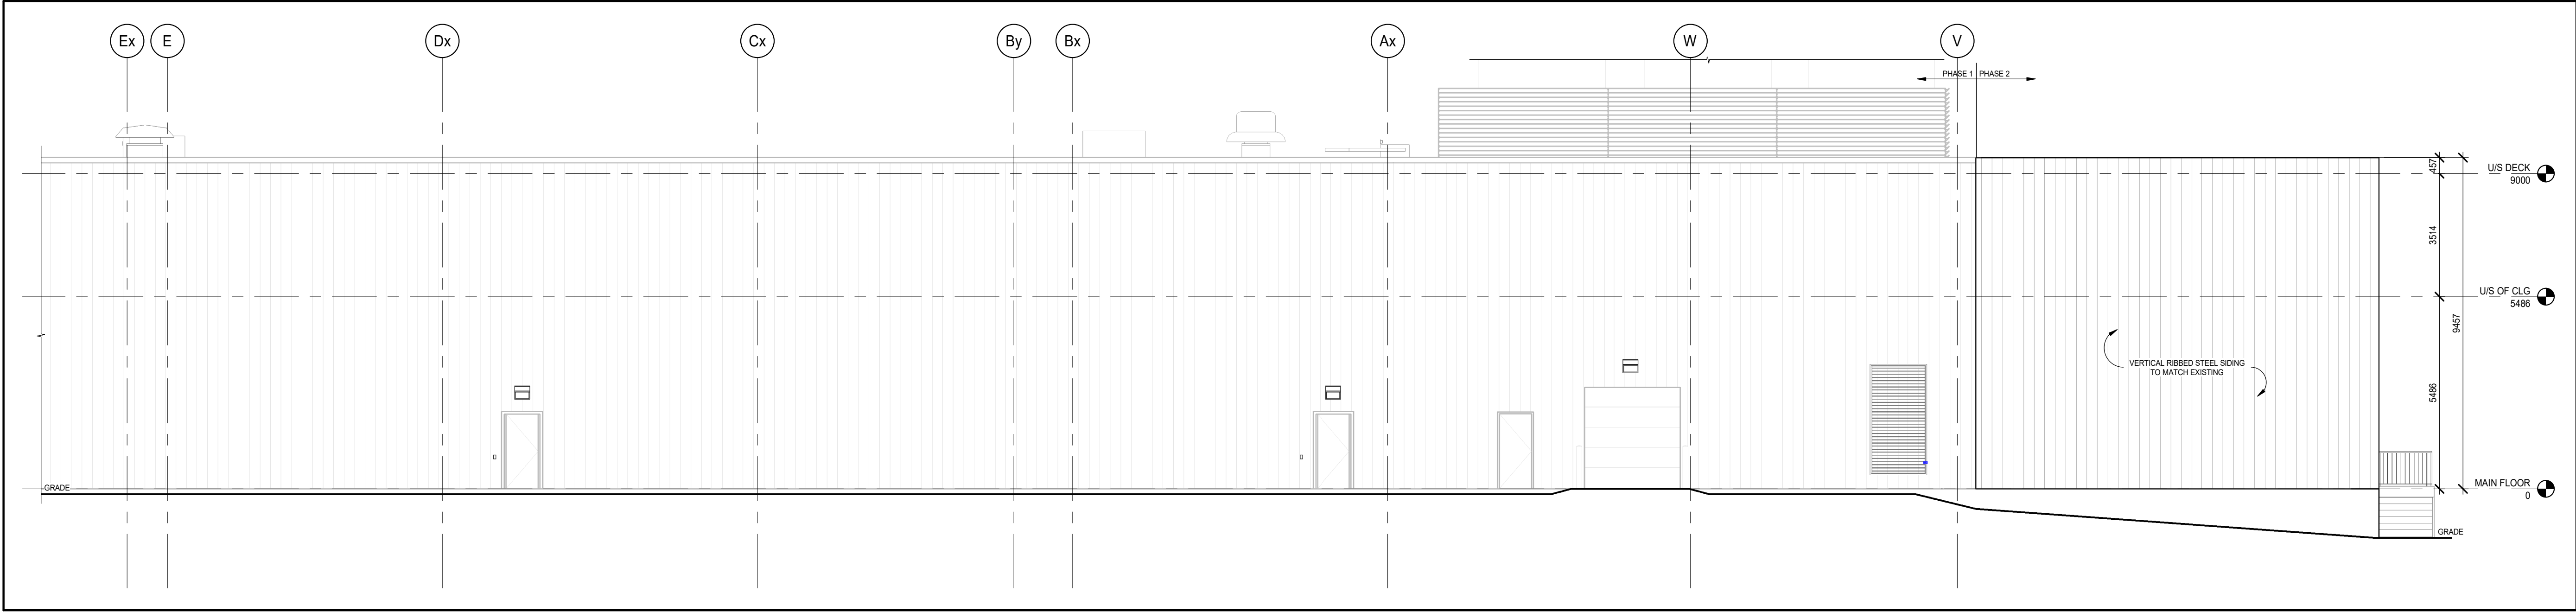 Ex
E
Dx
Cx
By
Bx
Ax
W
V
PHASE 1
PHASE 2
457
U/S DECK
9000
3514
U/S OF CLG
5486
9457
VERTICAL RIBBED STEEL SIDING
TO MATCH EXISTING
5486
GRADE
MAIN FLOOR
0
GRADE